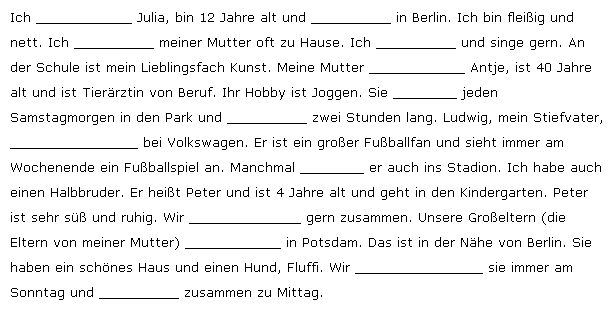 Ich ____________ Julia, bin 12 Jahre alt und __________ in Berlin. Ich bin fleißig und
nett. Ich __________ meiner Mutter oft zu Hause. Ich __________ und singe gern. An
der Schule ist mein Lieblingsfach Kunst. Meine Mutter ____________ Antje, ist 40 Jahre
alt und ist Tierärztin von Beruf. Ihr Hobby ist Joggen. Sie ________ jeden
Samstagmorgen in den Park und __________ zwei Stunden lang. Ludwig, mein Stiefvater,
________________ bei Volkswagen. Er ist ein großer Fußballfan und sieht immer am
Wochenende ein Fußballspiel an. Manchmal ________ er auch ins Stadion. Ich habe auch
einen Halbbruder. Er heißt Peter und ist 4 Jahre alt und geht in den Kindergarten. Peter
ist sehr süß und ruhig. Wir ______________ gern zusammen. Unsere Großeltern (die
Eltern von meiner Mutter) ____________ in Potsdam. Das ist in der Nähe von Berlin. Sie
haben ein schönes Haus und einen Hund, Fluffi. Wir ________________ sie immer am
Sonntag und __________ zusammen zu Mittag.